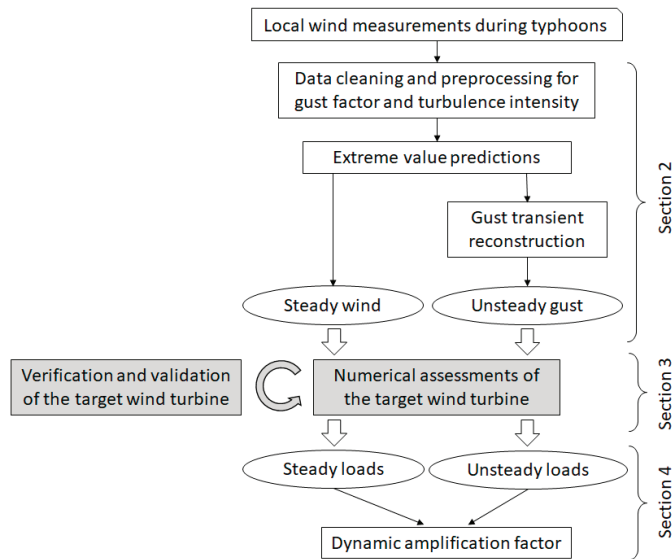 Local wind measurements during typhoons
Data cleaning and preprocessing for
gust factor and turbulence intensity
Extreme value predictions
Gust transient
reconstruction
Steady wind
Unsteady gust
Section 2
Verification and validation
of the target wind turbine
Numerical assessments of
the target wind turbine
Section 3
Steady loads
Unsteady loads
Dynamic amplification factor
Section 4